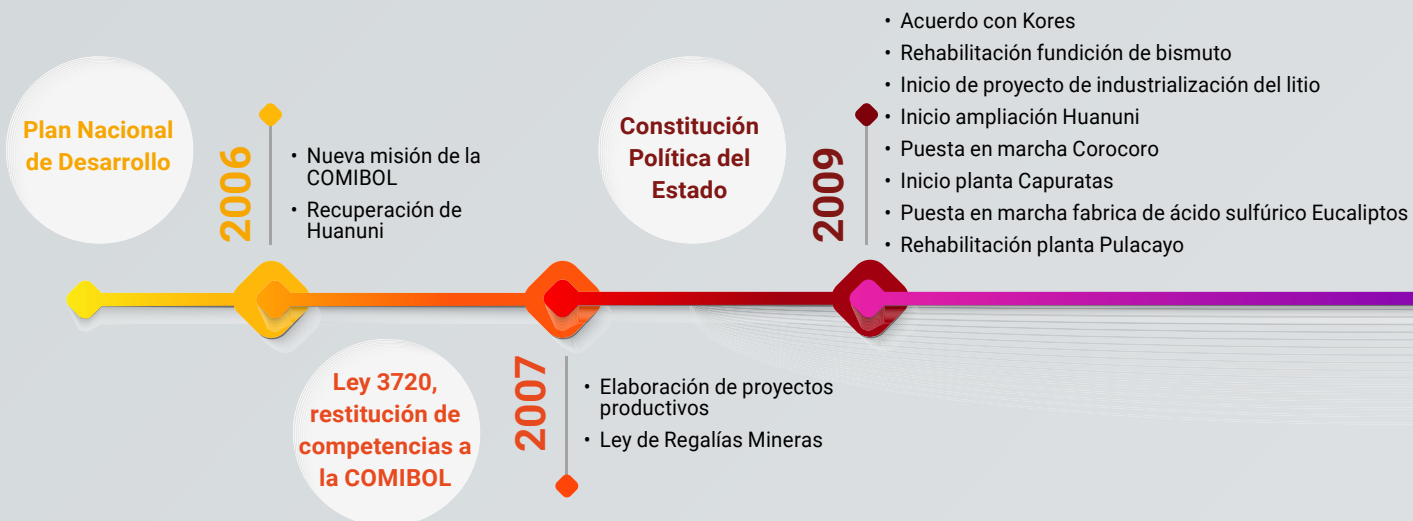 Plan Nacional
de Desarrollo
2006
• Nueva misión de la
COMIBOL
• Recuperación de
Huanuni
Ley 3720,
restitución de
competencias a
la COMIBOL
2007
• Elaboración de proyectos
productivos
• Ley de Regalías Mineras
Constitución
Política del
Estado
2009
• Acuerdo con Kores
• Rehabilitación fundición de bismuto
• Inicio de proyecto de industrialización del litio
• Inicio ampliación Huanuni
• Puesta en marcha Corocoro
• Inicio planta Capuratas
• Puesta en marcha fabrica de ácido sulfúrico Eucaliptos
• Rehabilitación planta Pulacayo